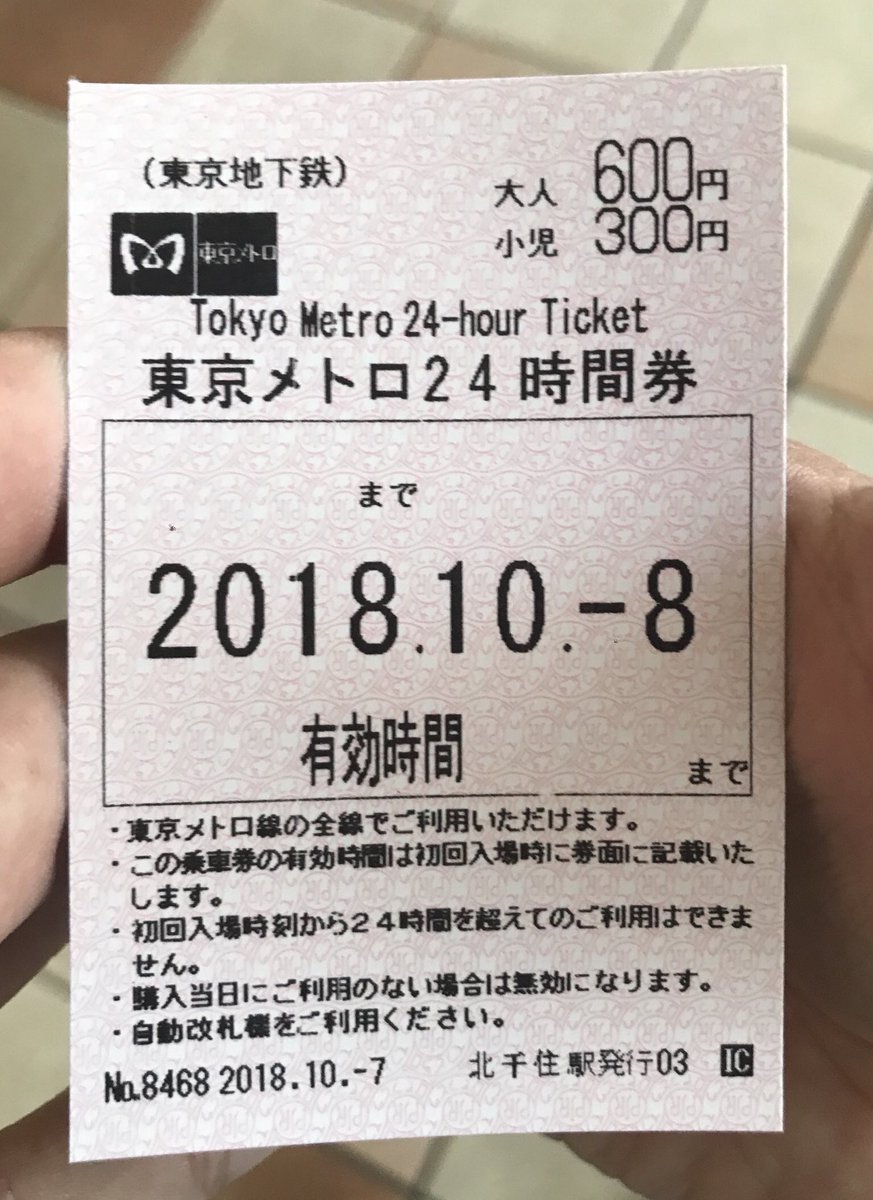 （東京地下鉄）
大人 600円
小児 300円
東京メトロ
Tokyo Metro 24-hour Ticket
東京メトロ24時間券
まで
2018.10.-8
有効時間
まで
・東京メトロ線の全線でご利用いただけます。
・この乗車券の有効時間は初回入場時に券面に記載いた
します。
・初回入場時刻から24時間を超えてのご利用はできま
せん。
・購入当日にご利用のない場合は無効になります。
・自動改札機をご利用ください。
No.8468 2018.10.-7 北千住駅発行03 IC